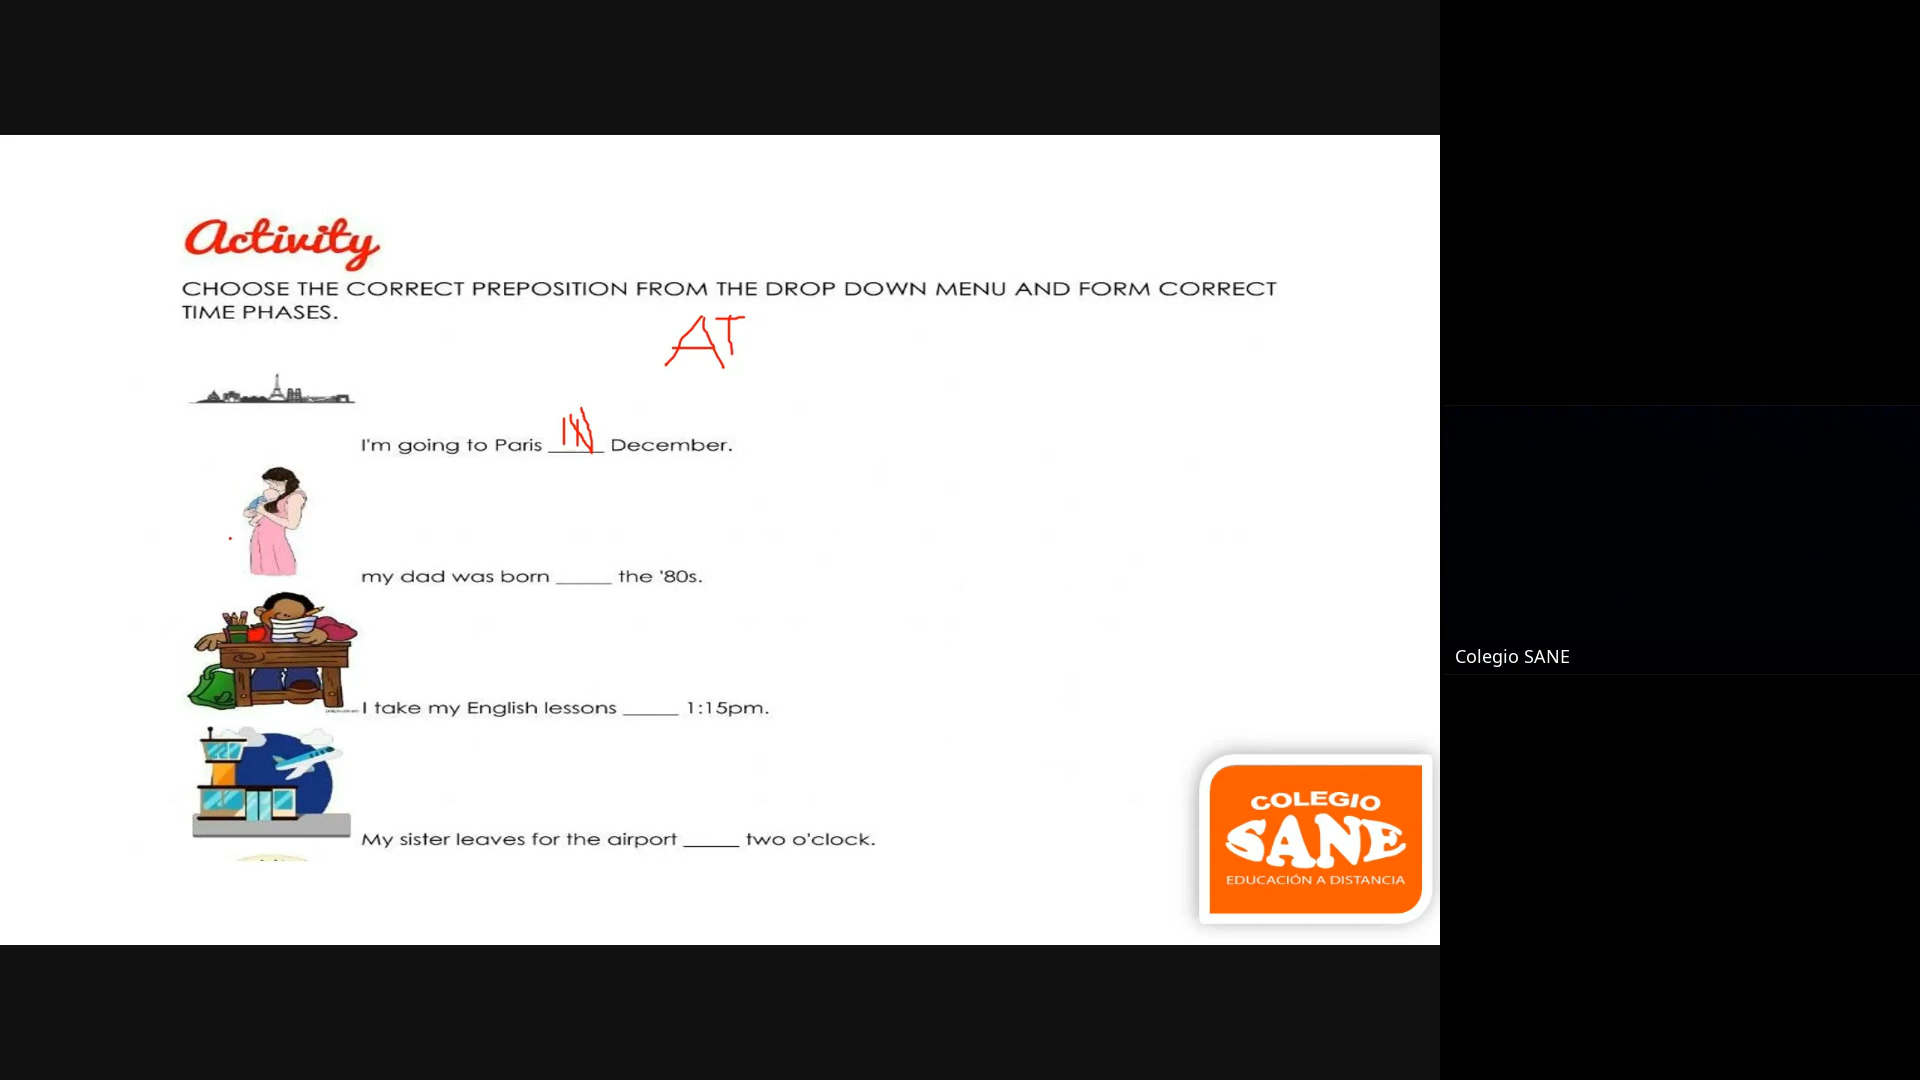 Activity
CHOOSE THE CORRECT PREPOSITION FROM THE DROP DOWN MENU AND FORM CORRECT
TIME PHASES.
AT
IN
I'm going to Paris _____ December.
my dad was born _____ the '80s.
I take my English lessons _____ 1:15pm.
My sister leaves for the airport _____ two o'clock.
COLEGIO
SANE
EDUCACIÓN A DISTANCIA
Colegio SANE